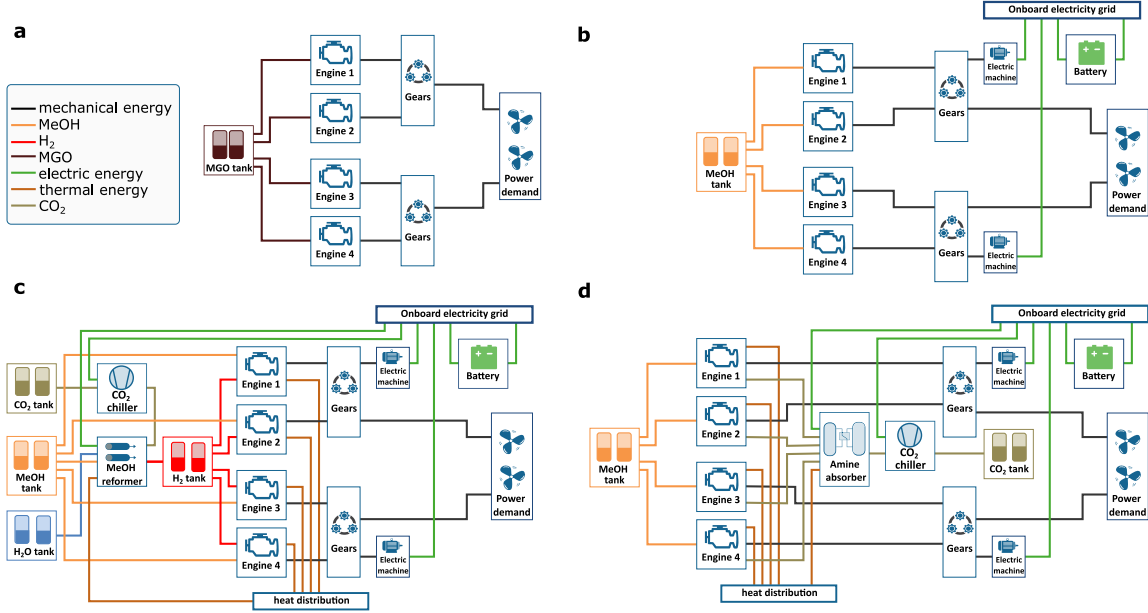 a
mechanical energy
MeOH
H₂
MGO
electric energy
thermal energy
CO₂
MGO tank
Engine 1
Engine 2
Engine 3
Engine 4
Gears
Gears
Power
demand
b
Onboard electricity grid
MeOH
tank
Engine 1
Engine 2
Engine 3
Engine 4
Gears
Gears
Electric
machine
Electric
machine
Battery
Power
demand
c
Onboard electricity grid
CO₂ tank
CO₂
chiller
MeOH
tank
MeOH
reformer
H₂ tank
H₂O tank
Engine 1
Engine 2
Engine 3
Engine 4
Gears
Gears
Electric
machine
Electric
machine
Battery
Power
demand
heat distribution
d
Onboard electricity grid
MeOH
tank
Engine 1
Engine 2
Engine 3
Engine 4
Amine
absorber
CO₂
chiller
CO₂ tank
Gears
Gears
Electric
machine
Electric
machine
Battery
Power
demand
heat distribution